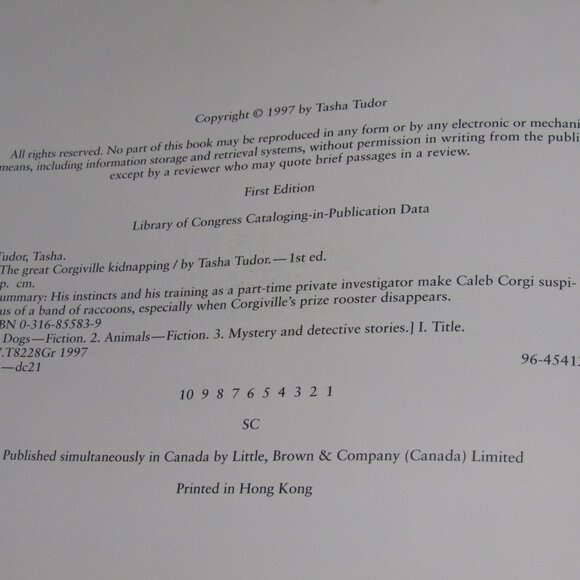 Copyright © 1997 by Tasha Tudor
All rights reserved. No part of this book may be reproduced in any form or by any electronic or mechani
means, including information storage and retrieval systems, without permission in writing from the publi
except by a reviewer who may quote brief passages in a review.
First Edition
Library of Congress Cataloging-in-Publication Data
Tudor, Tasha.
The great Corgiville kidnapping / by Tasha Tudor.—1st ed.
p. cm.
ummary: His instincts and his training as a part-time private investigator make Caleb Corgi suspi-
us of a band of raccoons, especially when Corgiville's prize rooster disappears.
BN 0-316-85583-9
Dogs—Fiction. 2. Animals—Fiction. 3. Mystery and detective stories.] I. Title.
7.T8228Gr 1997
—dc21 96-45412
10 9 8 7 6 5 4 3 2 1
SC
Published simultaneously in Canada by Little, Brown & Company (Canada) Limited
Printed in Hong Kong